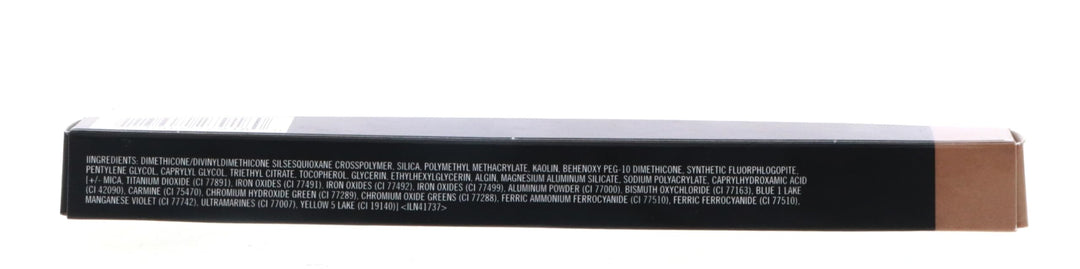 IINGREDIENTS: DIMETHICONE/DIVINYLDIMETHICONE SILSESQUIOXANE CROSSPOLYMER, SILICA, POLYMETHYL METHACRYLATE, KAOLIN, BEHENOXY PEG-10 DIMETHICONE, SYNTHETIC FLUORPHLOGOPITE,
PENTYLENE GLYCOL, CAPRYLYL GLYCOL, TRIETHYL CITRATE, TOCOPHEROL, GLYCERIN, ETHYLHEXYLGLYCERIN, ALGIN, MAGNESIUM ALUMINUM SILICATE, SODIUM POLYACRYLATE, CAPRYLHYDROXAMIC ACID
[+/- MICA, TITANIUM DIOXIDE (CI 77891), IRON OXIDES (CI 77491), IRON OXIDES (CI 77492), IRON OXIDES (CI 77499), ALUMINUM POWDER (CI 77000), BISMUTH OXYCHLORIDE (CI 77163), BLUE 1 LAKE
(CI 42090), CARMINE (CI 75470), CHROMIUM HYDROXIDE GREEN (CI 77289), CHROMIUM OXIDE GREENS (CI 77288), FERRIC AMMONIUM FERROCYANIDE (CI 77510), FERRIC FERROCYANIDE (CI 77510),
MANGANESE VIOLET (CI 77742), ULTRAMARINES (CI 77007), YELLOW 5 LAKE (CI 19140)] <ILN41737>